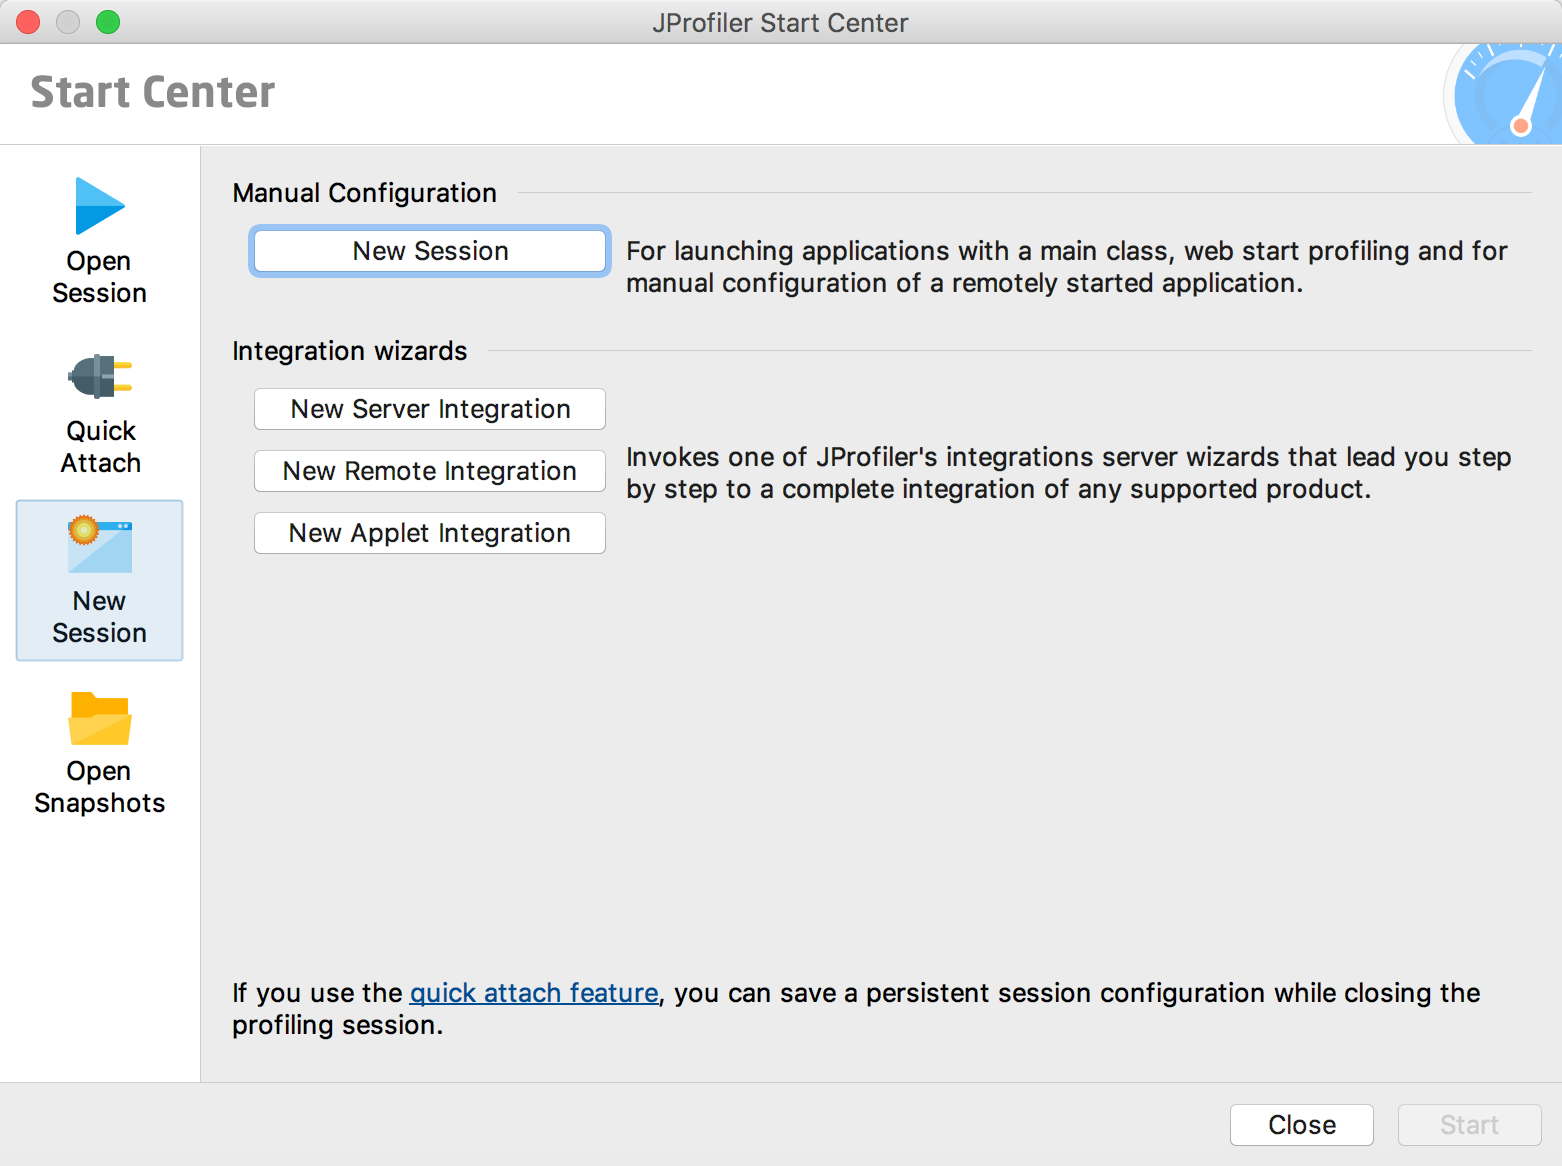 JProfiler Start Center
Start Center
Open
Session
Quick
Attach
New
Session
Open
Snapshots
Manual Configuration
New Session
For launching applications with a main class, web start profiling and for
manual configuration of a remotely started application.
Integration wizards
New Server Integration
New Remote Integration
New Applet Integration
Invokes one of JProfiler's integrations server wizards that lead you step
by step to a complete integration of any supported product.
If you use the quick attach feature, you can save a persistent session configuration while closing the
profiling session.
Close
Start